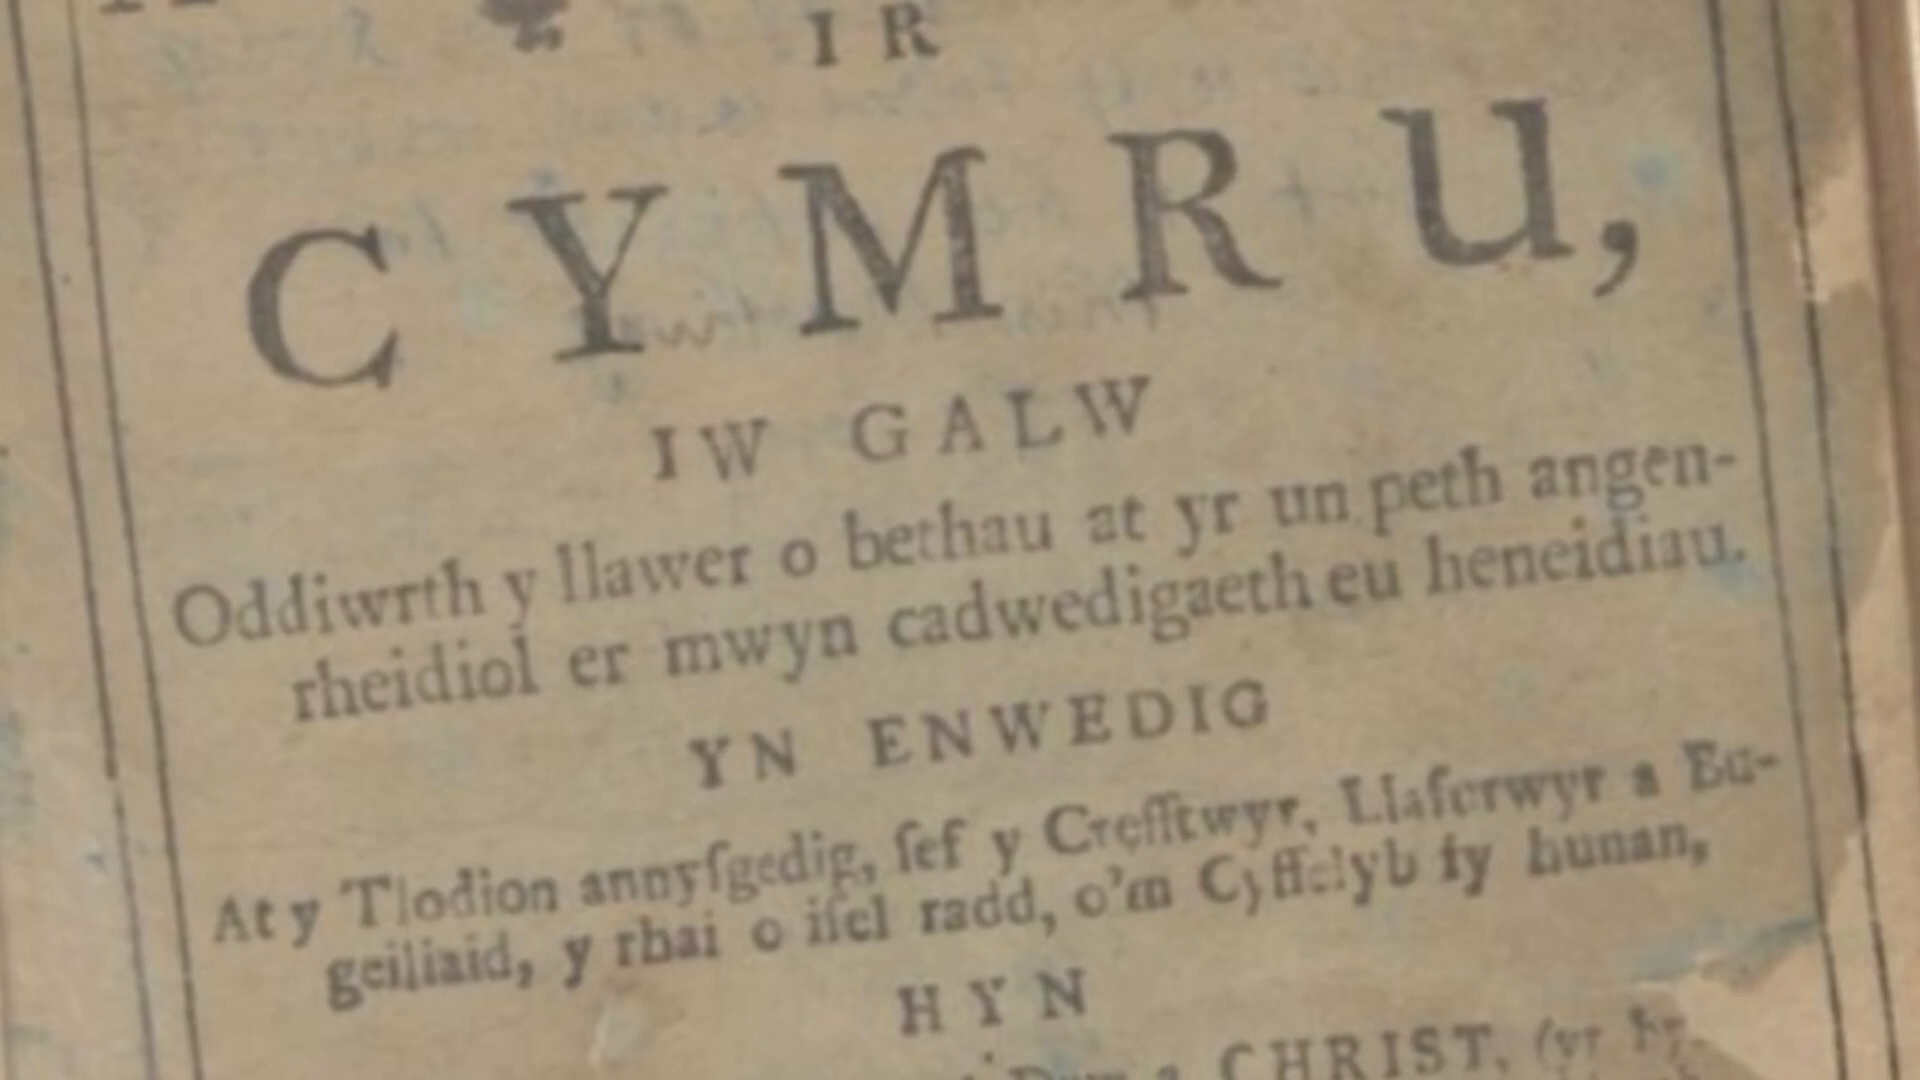 IR
CYMRU,
IW GALW
Oddiwrth y llawer o bethau at yr un peth angen-
rheidiol er mwyn cadwedigaeth eu heneidiau.
YN ENWEDIG
At y Tlodion annyſgedig, ſef y Crefftwyr, Llafurwyr a Bu-
geiliaid, y rhai o iſel radd, o'm Cyffelyb fy hunan,
HYN
a CHRIST, (yr